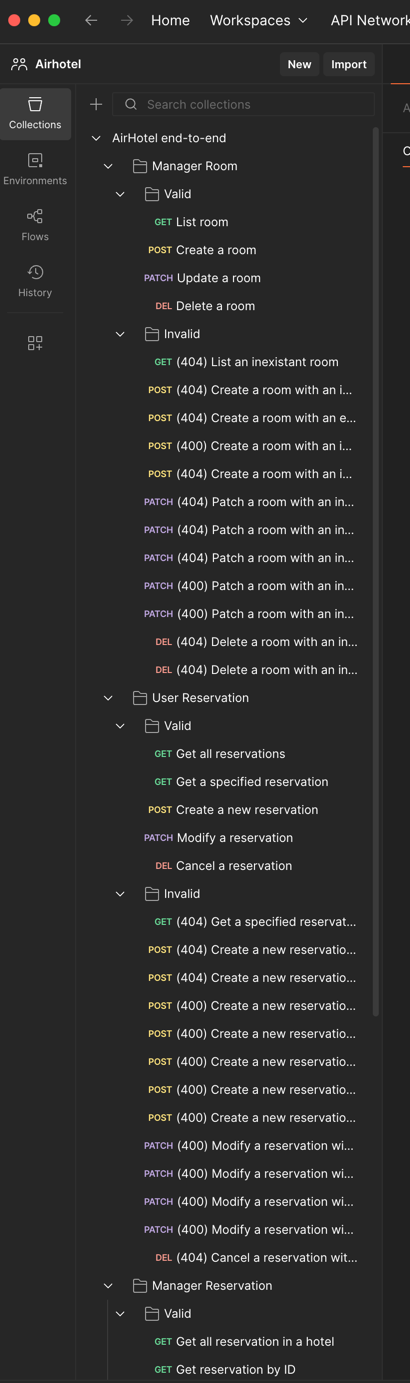 Home Workspaces API Network
Airhotel New Import
Collections
Environments
Flows
History
Search collections
AirHotel end-to-end
Manager Room
Valid
GET List room
POST Create a room
PATCH Update a room
DEL Delete a room
Invalid
GET (404) List an inexistant room
POST (404) Create a room with an i...
POST (404) Create a room with an e...
POST (400) Create a room with an i...
POST (404) Create a room with an i...
PATCH (404) Patch a room with an in...
PATCH (404) Patch a room with an in...
PATCH (404) Patch a room with an in...
PATCH (400) Patch a room with an in...
PATCH (400) Patch a room with an in...
DEL (404) Delete a room with an in...
DEL (404) Delete a room with an in...
User Reservation
Valid
GET Get all reservations
GET Get a specified reservation
POST Create a new reservation
PATCH Modify a reservation
DEL Cancel a reservation
Invalid
GET (404) Get a specified reservat...
POST (404) Create a new reservatio...
POST (404) Create a new reservatio...
POST (400) Create a new reservatio...
POST (400) Create a new reservatio...
POST (400) Create a new reservatio...
POST (400) Create a new reservatio...
POST (400) Create a new reservatio...
PATCH (400) Modify a reservation wi...
PATCH (400) Modify a reservation wi...
PATCH (400) Modify a reservation wi...
PATCH (400) Modify a reservation wi...
DEL (404) Cancel a reservation wit...
Manager Reservation
Valid
GET Get all reservation in a hotel
GET Get reservation by ID